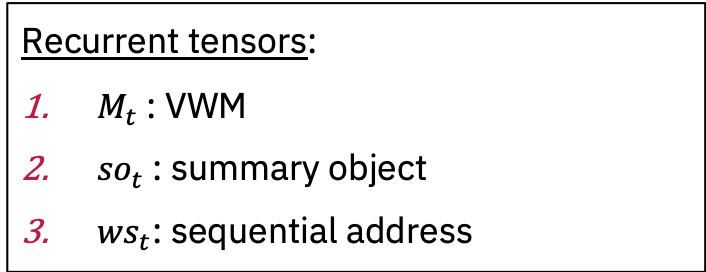 Recurrent tensors:
1. Mₜ : VWM
2. soₜ : summary object
3. wsₜ: sequential address